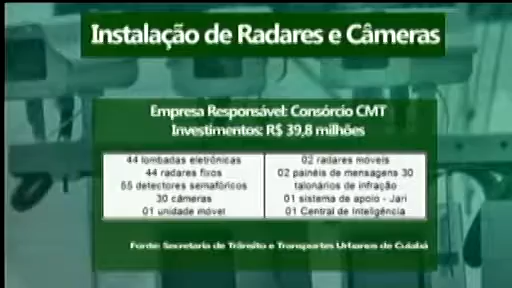 Instalação de Radares e Câmeras
Empresa Responsável: Consórcio CMT
Investimentos: R$ 39,8 milhões
44 lombadas eletrônicas
44 radares fixos
55 detectores semafóricos
30 câmeras
01 unidade móvel
02 radares moveis
02 painéis de mensagens 30
talonários de infração
01 sistema de apoio - Jari
01 Central de Inteligência
Fonte: Secretaria de Trânsito e Transportes Urbanos de Cuiabá